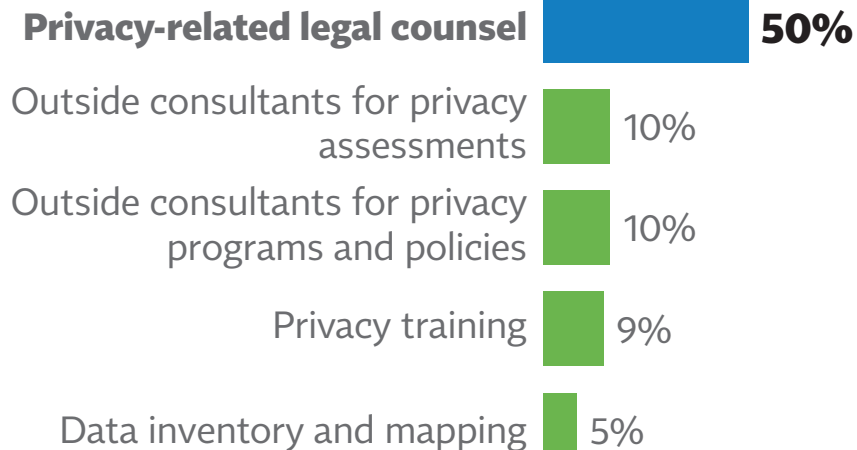 Privacy-related legal counsel 50%
Outside consultants for privacy
assessments 10%
Outside consultants for privacy
programs and policies 10%
Privacy training 9%
Data inventory and mapping 5%